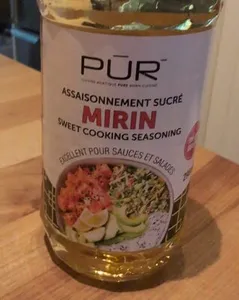 PŪR
ASSAISONNEMENT SUCRÉ
MIRIN
SWEET COOKING SEASONING
EXCELLENT POUR SAUCES ET SALADES